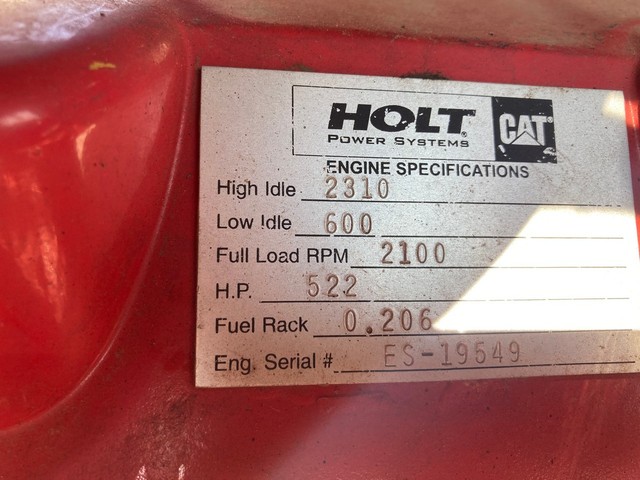 HOLT CAT
POWER SYSTEMS
ENGINE SPECIFICATIONS
High Idle 2310
Low Idle 600
Full Load RPM 2100
H.P. 522
Fuel Rack 0.206
Eng. Serial # ES-19549